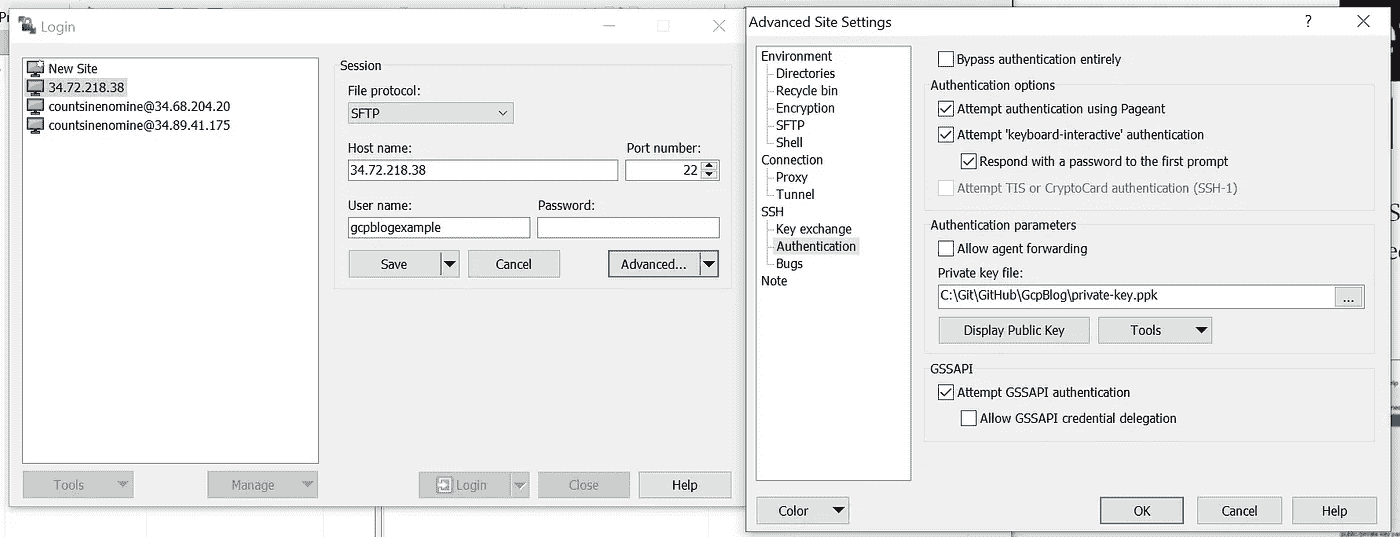 Login
New Site
34.72.218.38
countsinenomine@34.68.204.20
countsinenomine@34.89.41.175
Tools
Manage
Session
File protocol:
SFTP
Host name:
Port number:
34.72.218.38
22
User name:
Password:
gcpblogexample
Save
Cancel
Advanced...
Login
Close
Help
Advanced Site Settings
?
Environment
Directories
Recycle bin
Encryption
SFTP
Shell
Connection
Proxy
Tunnel
SSH
Key exchange
Authentication
Bugs
Note
Bypass authentication entirely
Authentication options
Attempt authentication using Pageant
Attempt 'keyboard-interactive' authentication
Respond with a password to the first prompt
Attempt TIS or CryptoCard authentication (SSH-1)
Authentication parameters
Allow agent forwarding
Private key file:
C:\Git\GitHub\GcpBlog\private-key.ppk
...
Display Public Key
Tools
GSSAPI
Attempt GSSAPI authentication
Allow GSSAPI credential delegation
Color
OK
Cancel
Help